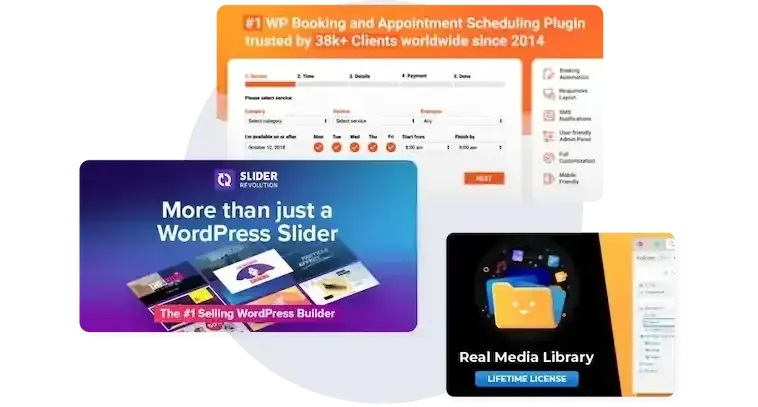 #1 WP Booking and Appointment Scheduling Plugin
trusted by 38k+ Clients worldwide since 2014
1. Service
2. Time
3. Details
4. Payment
5. Done
Please select service:
Category
Service
Employee
Select category
Select service
Any
I'm available on or after
Mon
Tue
Wed
Thu
Fri
Start from
Finish by
October 12, 2018
8:00 am
8:00 am
NEXT
Booking
Automation
Responsive
Layout
SMS
Notifications
User-friendly
Admin Panel
Full
Customization
Mobile
Friendly
SLIDER
REVOLUTION
More than just a
WordPress Slider
PARTICLE
EFFECT
The #1 Selling WordPress Builder
Real Media Library
LIFETIME LICENSE